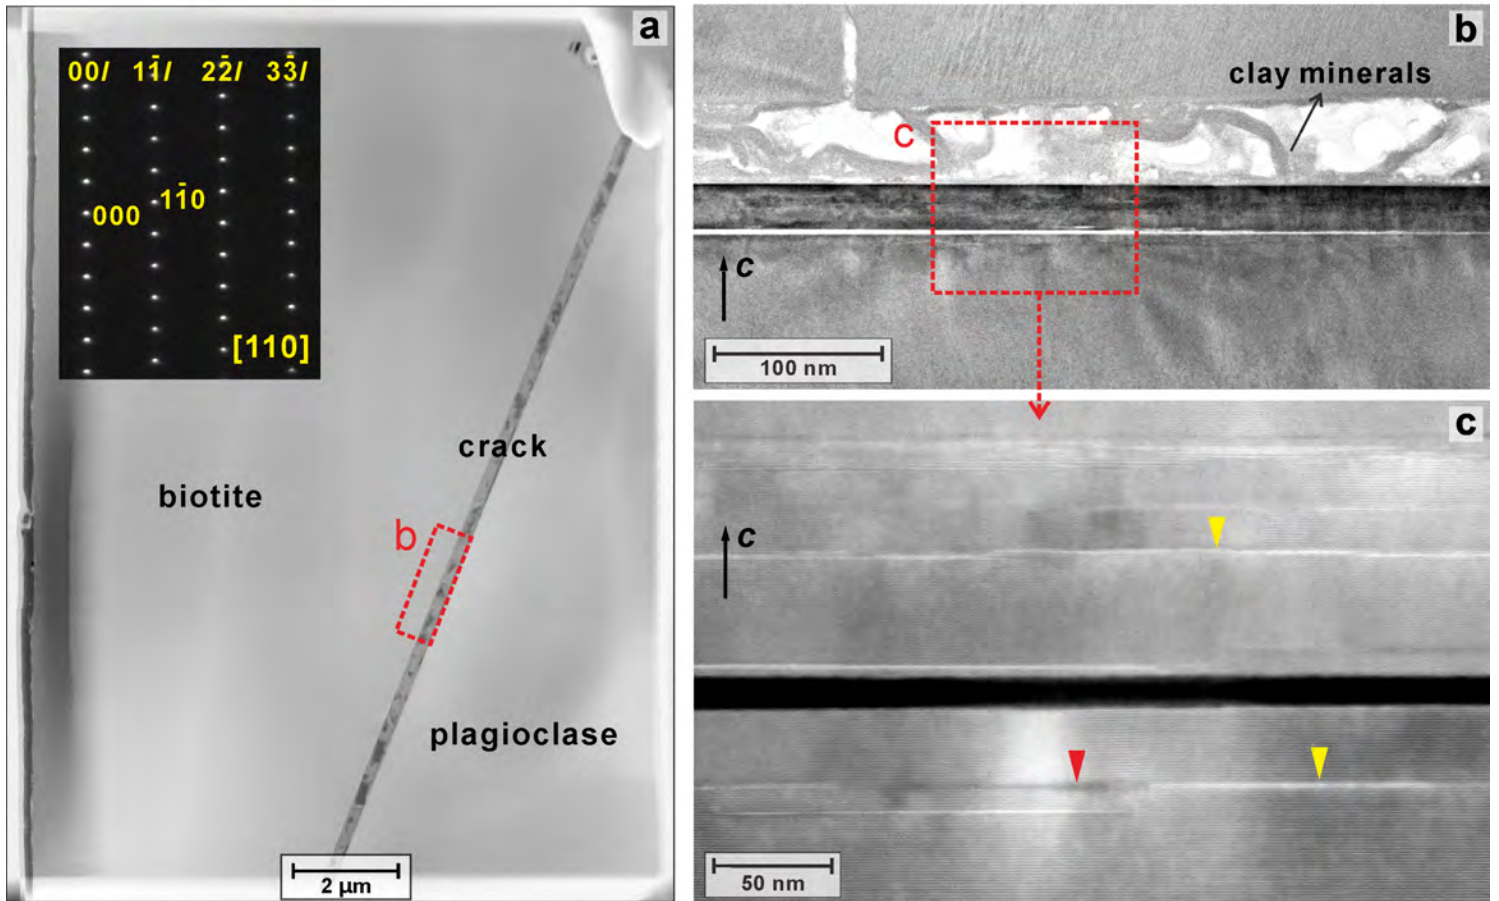 a
00l 11̄l 22̄l 33̄l
000
11̄0
[110]
crack
biotite
b
plagioclase
2 µm
b
clay minerals
c
c
100 nm
c
c
50 nm